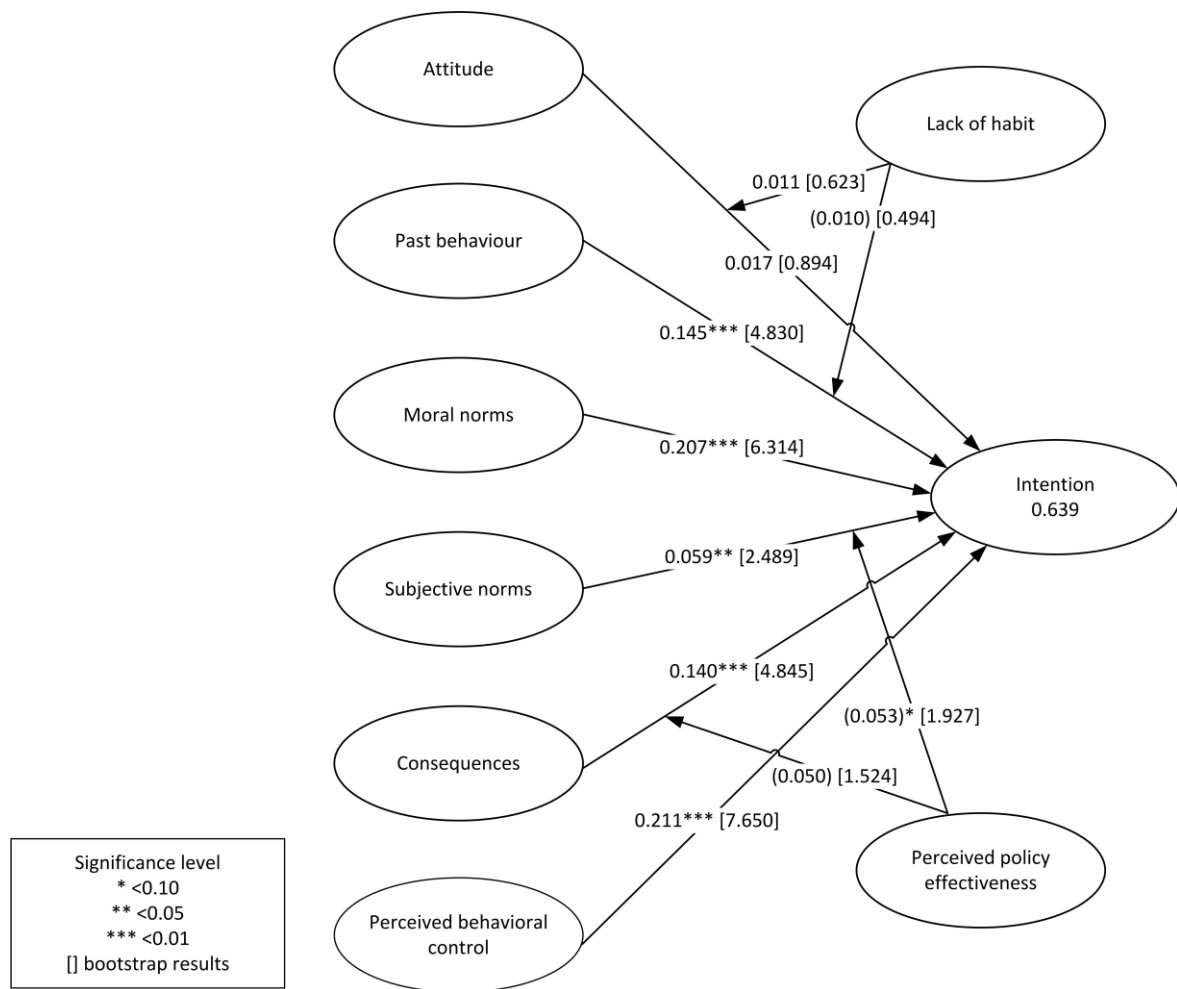 Attitude
Lack of habit
0.011 [0.623]
(0.010) [0.494]
Past behaviour
0.017 [0.894]
0.145*** [4.830]
Moral norms
0.207*** [6.314]
Intention
0.639
Subjective norms
0.059** [2.489]
0.140*** [4.845]
(0.053)* [1.927]
Consequences
(0.050) [1.524]
0.211*** [7.650]
Perceived policy
effectiveness
Perceived behavioral
control
Significance level
* <0.10
** <0.05
*** <0.01
[] bootstrap results